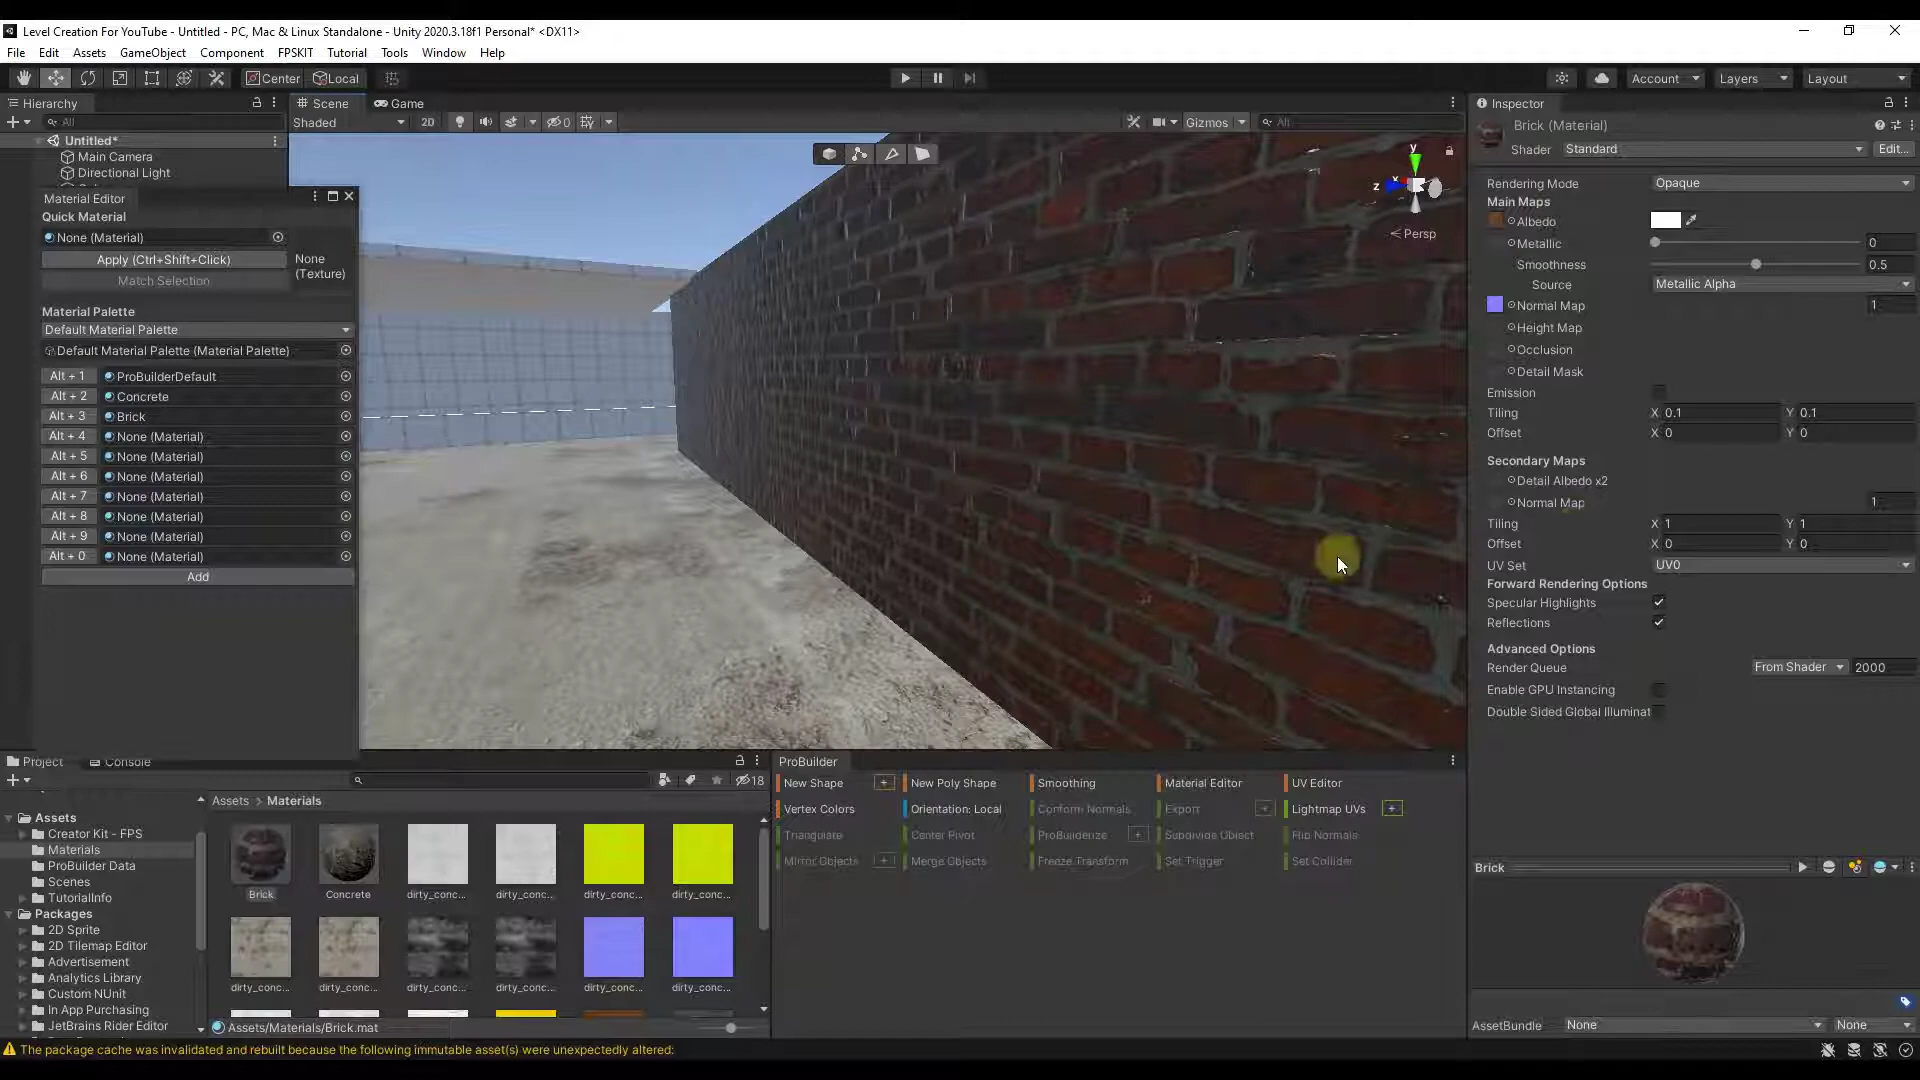 Level Creation For YouTube - Untitled - PC, Mac & Linux Standalone - Unity 2020.3.18f1 Personal* <DX11>
File Edit Assets GameObject Component FPSKIT Tutorial Tools Window Help
Center Local Account Layers Layout
Hierarchy Scene Game Inspector
All Shaded 2D 0 Gizmos All Brick (Material)
Untitled*
Main Camera
Directional Light
Shader Standard Edit...
y
z x
Persp
Material Editor
Quick Material
None (Material)
Apply (Ctrl+Shift+Click) None
(Texture)
Match Selection
Material Palette
Default Material Palette
Default Material Palette (Material Palette)
Alt + 1 ProBuilderDefault
Alt + 2 Concrete
Alt + 3 Brick
Alt + 4 None (Material)
Alt + 5 None (Material)
Alt + 6 None (Material)
Alt + 7 None (Material)
Alt + 8 None (Material)
Alt + 9 None (Material)
Alt + 0 None (Material)
Add
Rendering Mode Opaque
Main Maps
Albedo
Metallic 0
Smoothness 0.5
Source Metallic Alpha
Normal Map 1
Height Map
Occlusion
Detail Mask
Emission
Tiling X 0.1 Y 0.1
Offset X 0 Y 0
Secondary Maps
Detail Albedo x2
Normal Map 1
Tiling X 1 Y 1
Offset X 0 Y 0
UV Set UV0
Forward Rendering Options
Specular Highlights
Reflections
Advanced Options
Render Queue From Shader 2000
Enable GPU Instancing
Double Sided Global Illuminat
Project Console
18
Assets
Creator Kit - FPS
Materials
ProBuilder Data
Scenes
TutorialInfo
Packages
2D Sprite
2D Tilemap Editor
Advertisement
Analytics Library
Custom NUnit
In App Purchasing
JetBrains Rider Editor
Assets > Materials
Brick Concrete dirty_conc... dirty_conc... dirty_conc... dirty_conc...
dirty_conc... dirty_conc... dirty_conc... dirty_conc... dirty_conc... dirty_conc...
Assets/Materials/Brick.mat
ProBuilder
New Shape + New Poly Shape Smoothing Material Editor UV Editor
Vertex Colors Orientation: Local Conform Normals Export + Lightmap UVs +
Triangulate Center Pivot ProBuilderize + Subdivide Object Flip Normals
Mirror Objects + Merge Objects Freeze Transform Set Trigger Set Collider
Brick
AssetBundle None None
The package cache was invalidated and rebuilt because the following immutable asset(s) were unexpectedly altered: